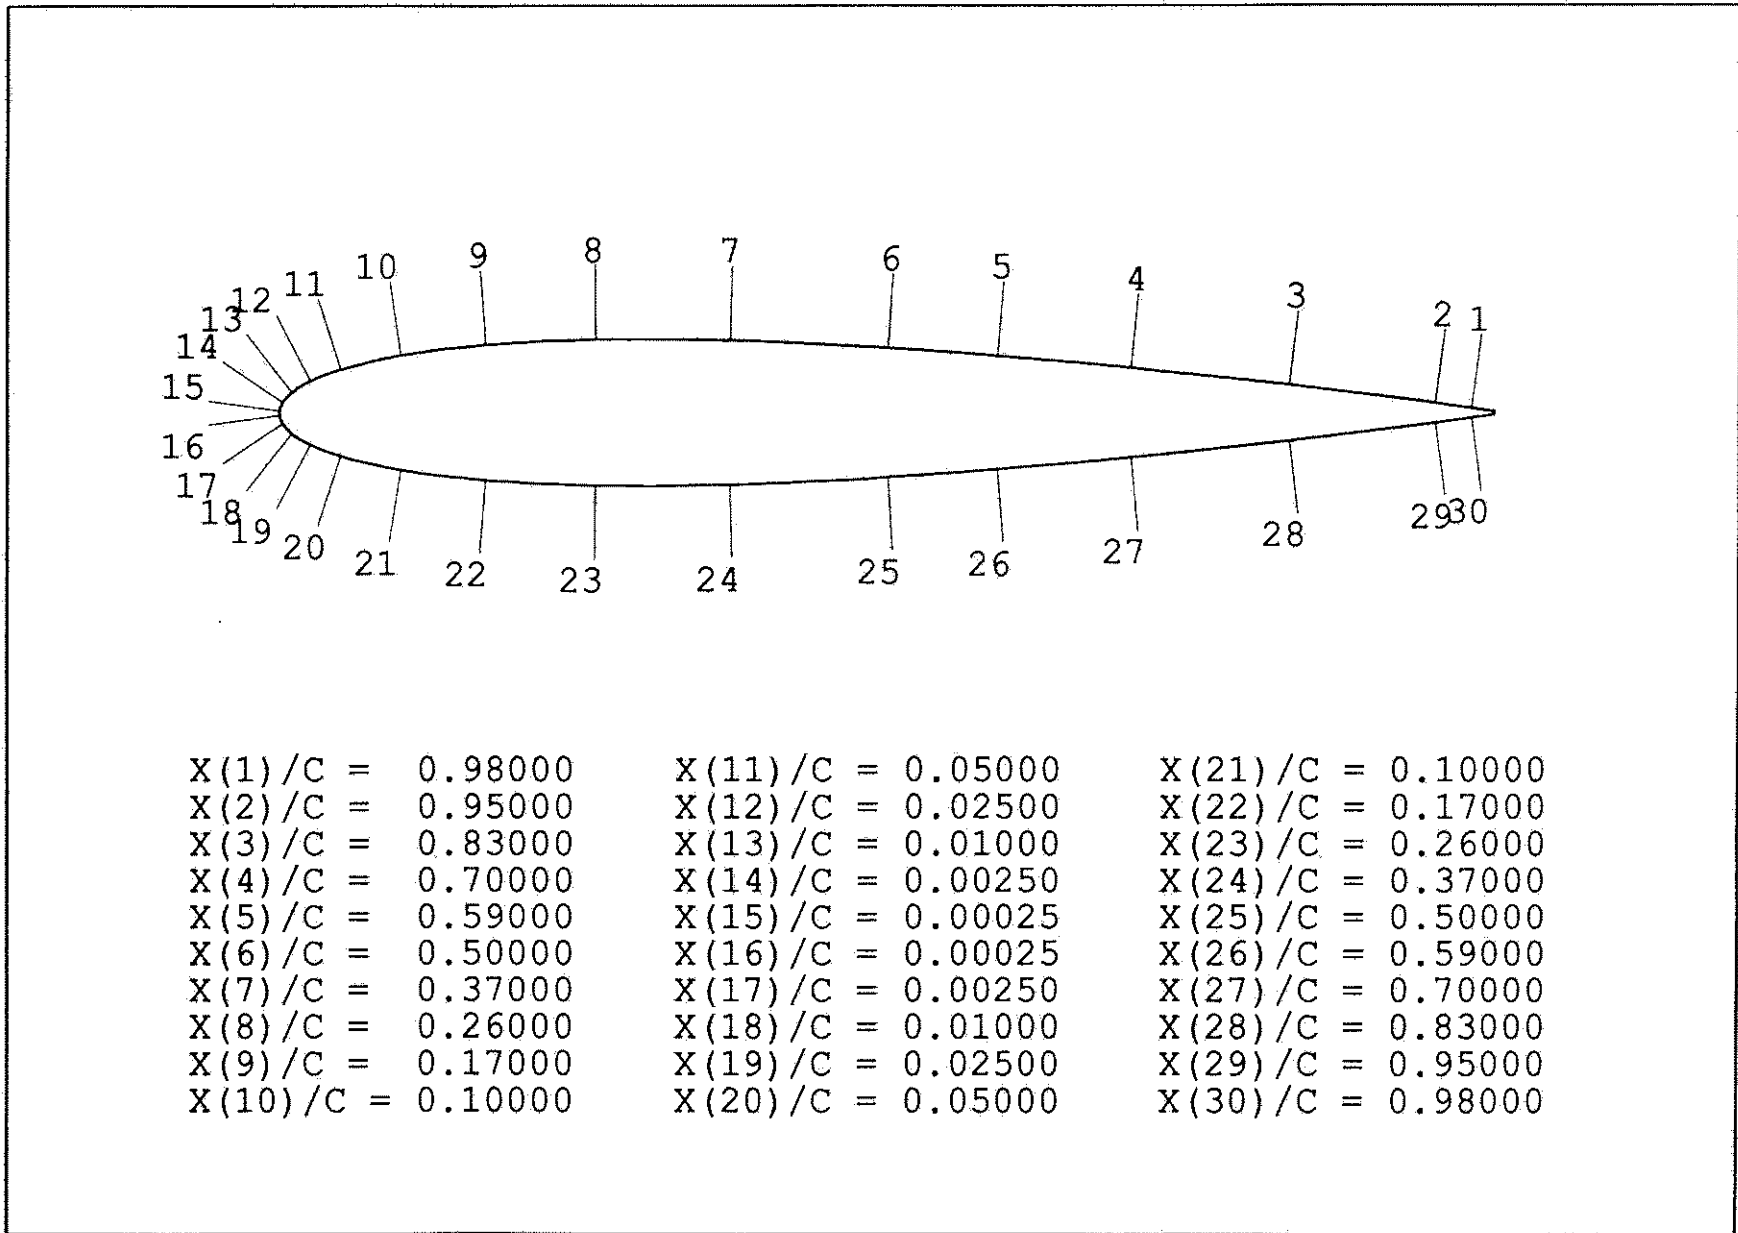 9 8 7 6 5 4 3 2 1
10 11 12 13 14 15
16 17 18 19 20 21 22 23 24 25 26 27 28 29 30
X(1)/C = 0.98000 X(11)/C = 0.05000 X(21)/C = 0.10000
X(2)/C = 0.95000 X(12)/C = 0.02500 X(22)/C = 0.17000
X(3)/C = 0.83000 X(13)/C = 0.01000 X(23)/C = 0.26000
X(4)/C = 0.70000 X(14)/C = 0.00250 X(24)/C = 0.37000
X(5)/C = 0.59000 X(15)/C = 0.00025 X(25)/C = 0.50000
X(6)/C = 0.50000 X(16)/C = 0.00025 X(26)/C = 0.59000
X(7)/C = 0.37000 X(17)/C = 0.00250 X(27)/C = 0.70000
X(8)/C = 0.26000 X(18)/C = 0.01000 X(28)/C = 0.83000
X(9)/C = 0.17000 X(19)/C = 0.02500 X(29)/C = 0.95000
X(10)/C = 0.10000 X(20)/C = 0.05000 X(30)/C = 0.98000